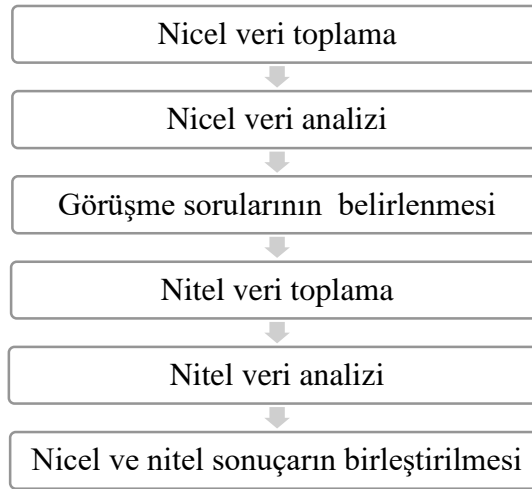 Nicel veri toplama
Nicel veri analizi
Görüşme sorularının  belirlenmesi
Nitel veri toplama
Nitel veri analizi
Nicel ve nitel sonuçarın birleştirilmesi